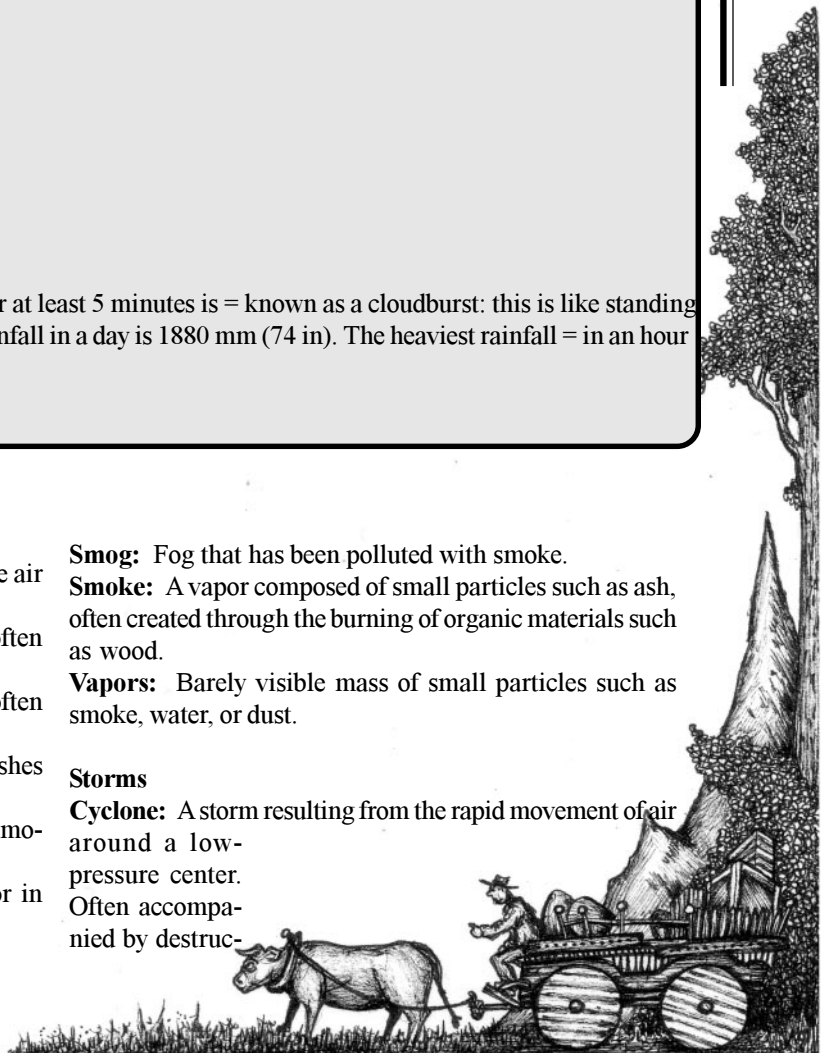 r at least 5 minutes is = known as a cloudburst: this is like standing
nfall in a day is 1880 mm (74 in). The heaviest rainfall = in an hour
e air
ften
ften
shes
mo-
or in
Smog: Fog that has been polluted with smoke.
Smoke: A vapor composed of small particles such as ash,
often created through the burning of organic materials such
as wood.
Vapors: Barely visible mass of small particles such as
smoke, water, or dust.
Storms
Cyclone: A storm resulting from the rapid movement of air
around a low-
pressure center.
Often accompa-
nied by destruc-